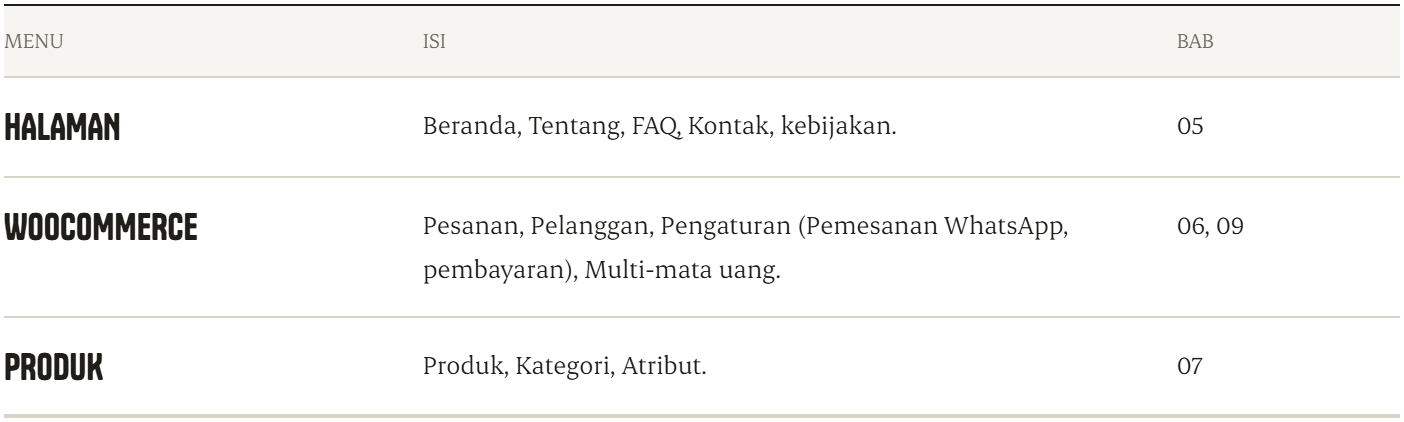 MENU ISI BAB
HALAMAN Beranda, Tentang, FAQ, Kontak, kebijakan. 05
WOOCOMMERCE Pesanan, Pelanggan, Pengaturan (Pemesanan WhatsApp, 06, 09
pembayaran), Multi-mata uang.
PRODUK Produk, Kategori, Atribut. 07